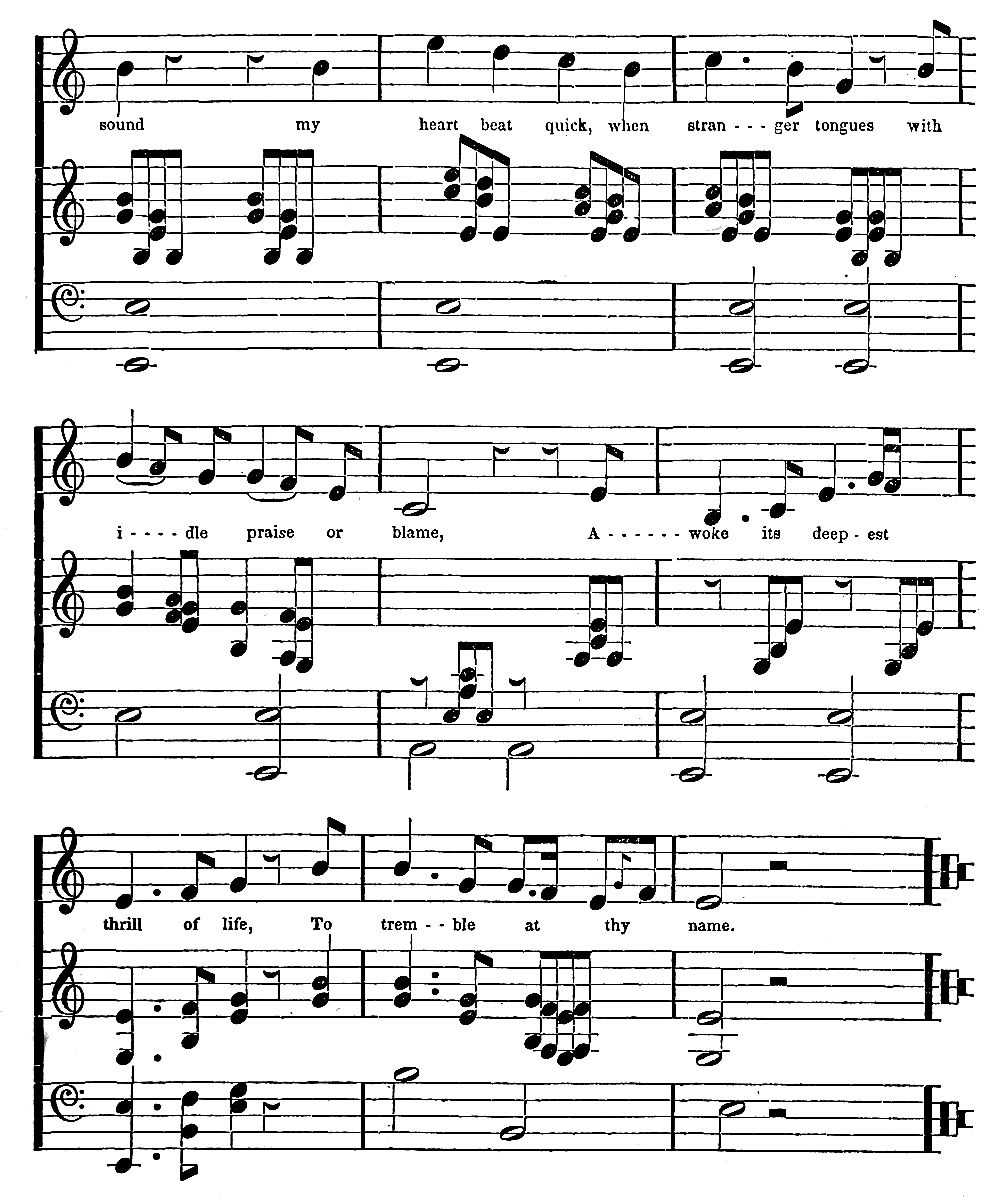 sound my heart beat quick, when stran - - - ger tongues with
i - - - - dle praise or blame, A - - - - - - woke its deep - est
thrill of life, To trem - - ble at thy name.